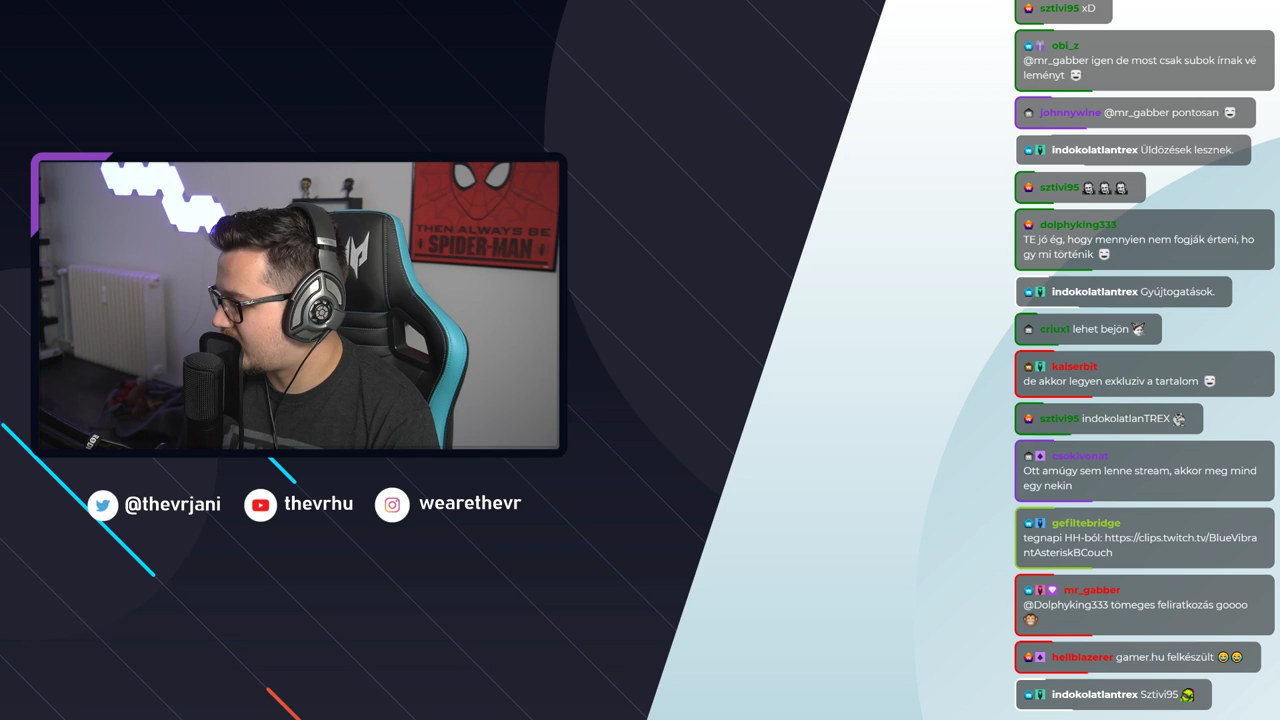 THEN ALWAYS BE
SPIDER-MAN
@thevrjani
thevrhu
wearethevr
sztivi95 xD
obi_z
@mr_gabber igen de most csak subok írnak vé
leményt
johnnywine @mr_gabber pontosan
indokolatlantrex Üldözések lesznek.
sztivi95
dolphyking333
TE jó ég, hogy mennyien nem fogják érteni, ho
gy mi történik
indokolatlantrex Gyújtogatások.
criux1 lehet bejön
kaiserbit
de akkor legyen exkluziv a tartalom
sztivi95 indokolatlanTREX
csokivonat
Ott amúgy sem lenne stream, akkor meg mind
egy nekin
gefiltebridge
tegnapi HH-ból: https://clips.twitch.tv/BlueVibra
ntAsteriskBCouch
mr_gabber
@Dolphyking333 tömeges feliratkozás goooo
hellblazerer gamer.hu felkészült
indokolatlantrex Sztivi95